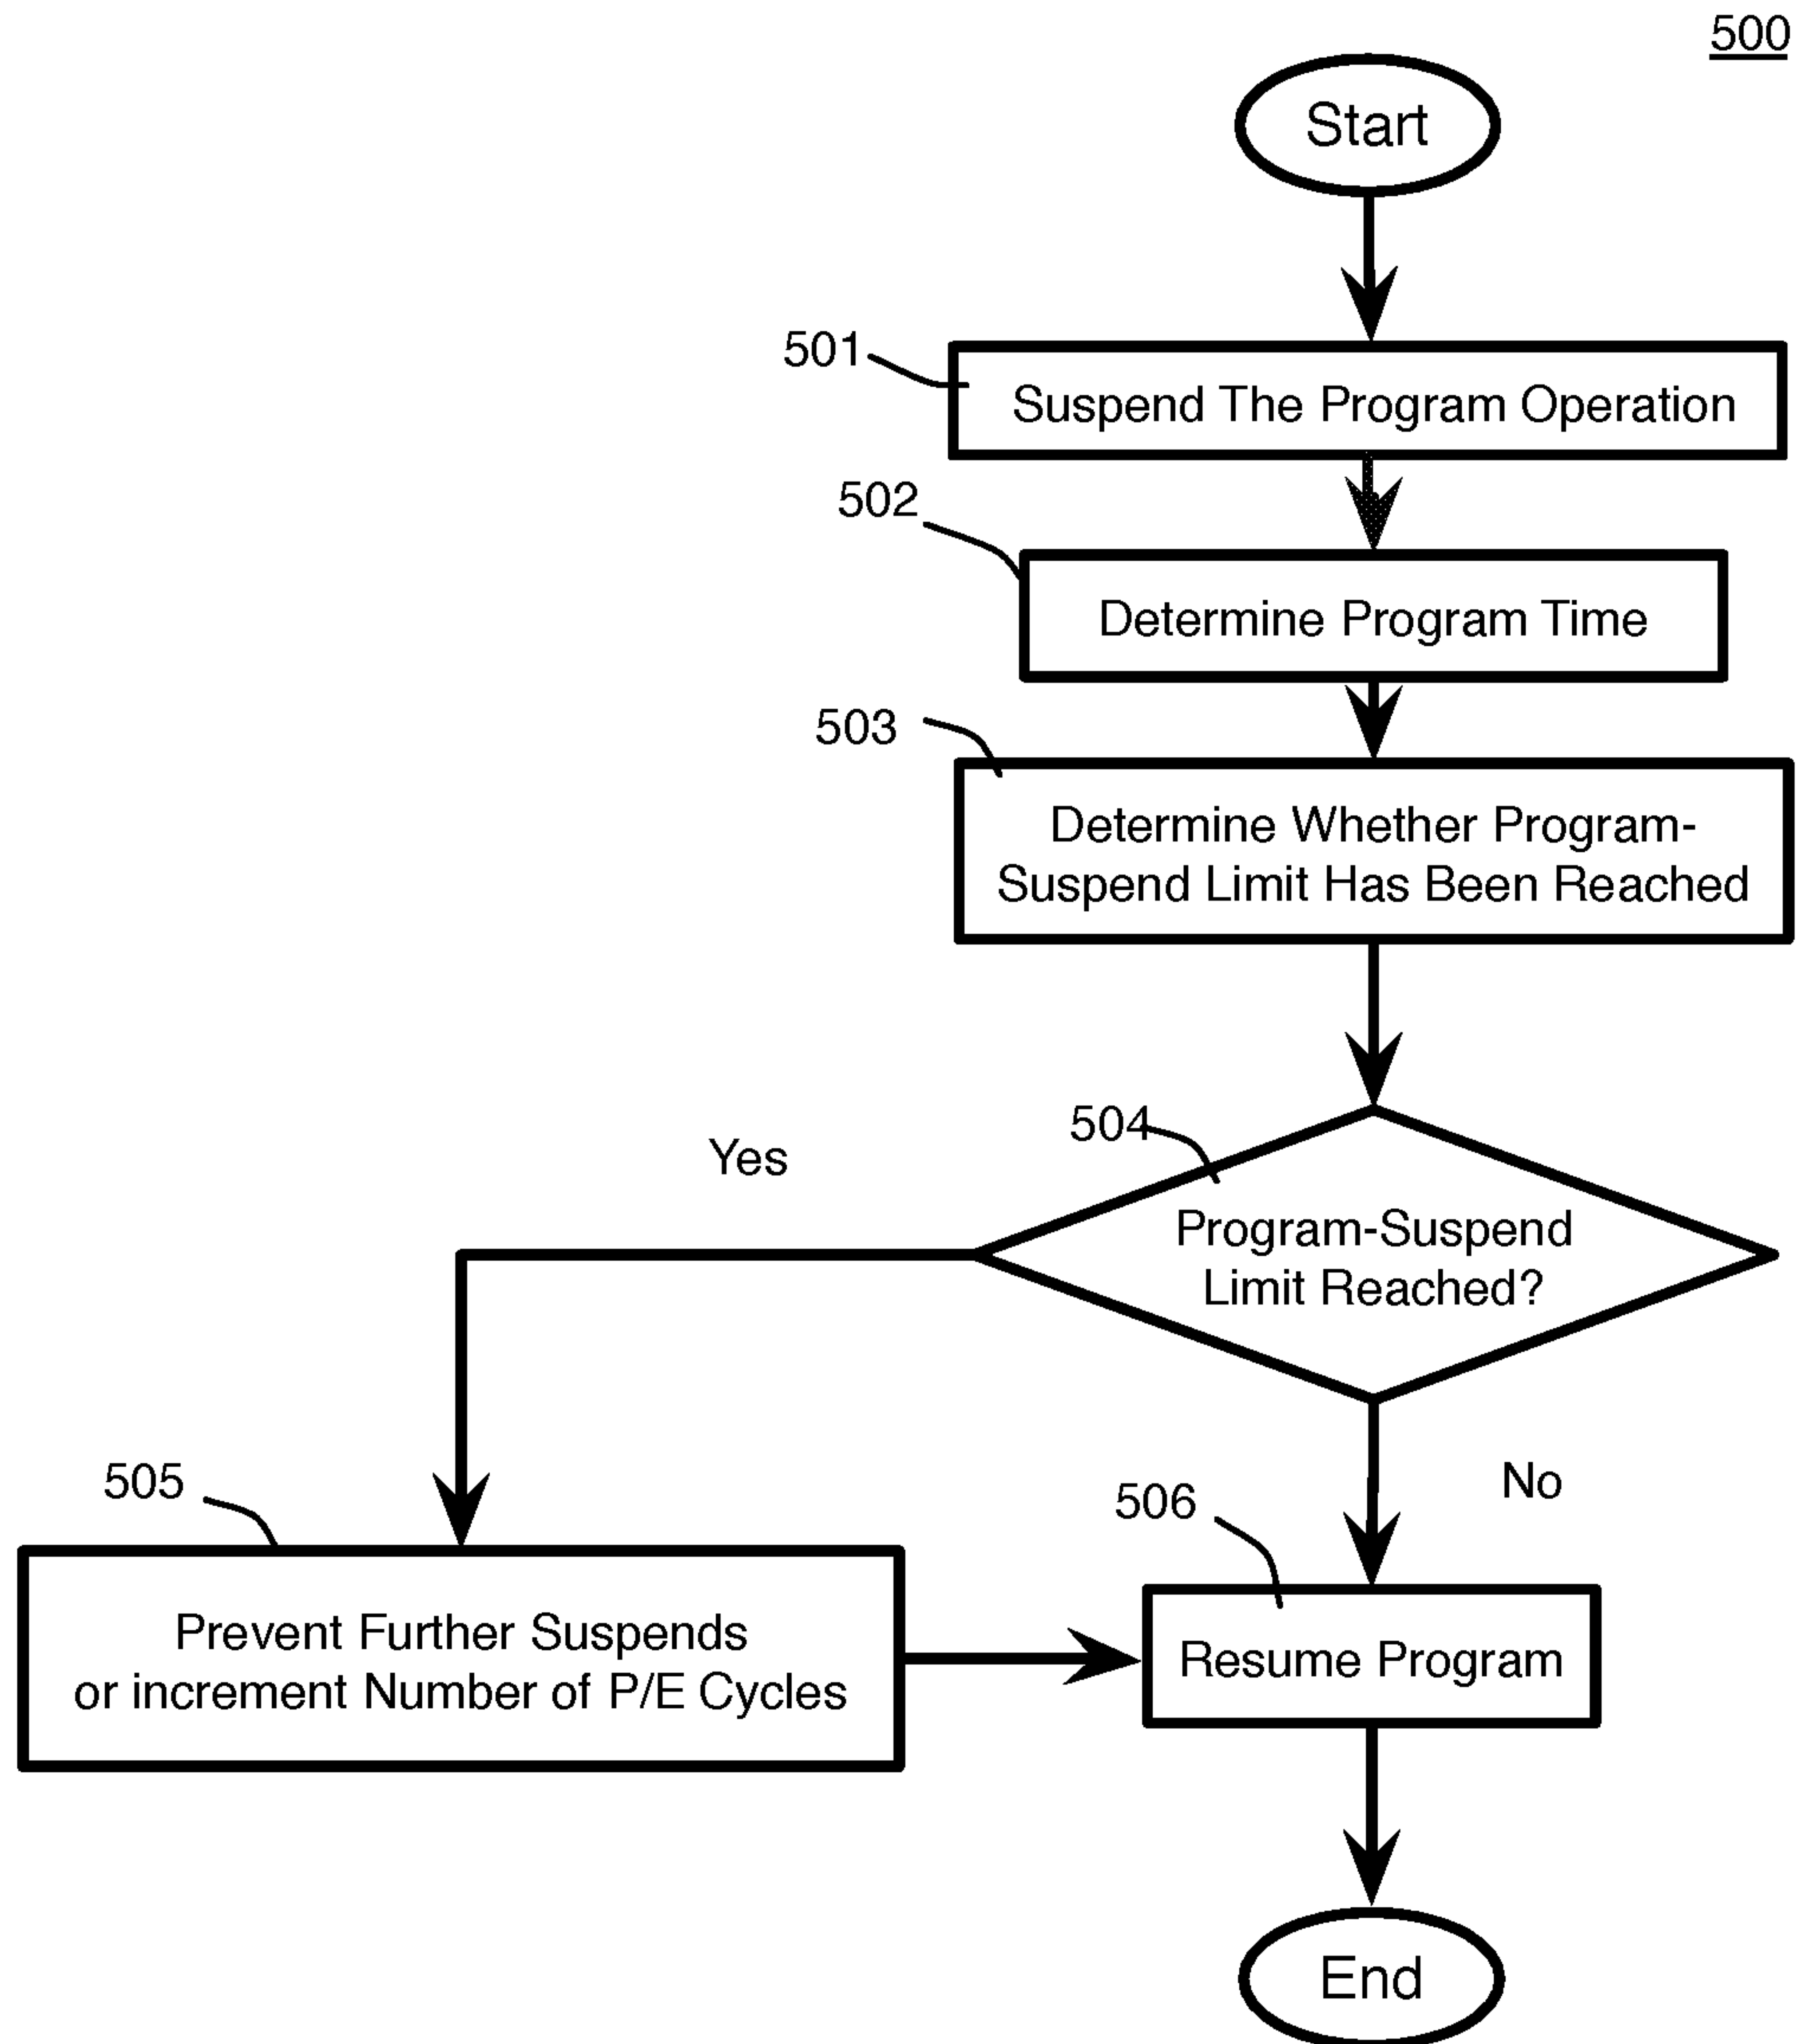 500
Start
501
Suspend The Program Operation
502
Determine Program Time
503
Determine Whether Program-
Suspend Limit Has Been Reached
504
Yes
Program-Suspend
Limit Reached?
505
506
No
Prevent Further Suspends
or increment Number of P/E Cycles
Resume Program
End